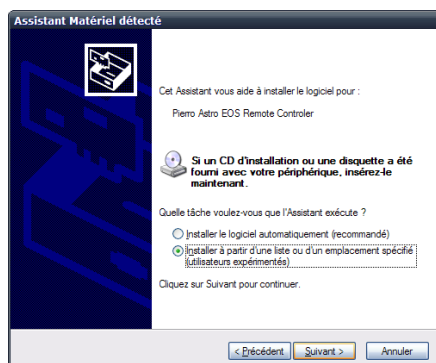 Assistant Matériel détecté
Cet Assistant vous aide à installer le logiciel pour :
Pierro Astro EOS Remote Controler
Si un CD d'installation ou une disquette a été
fourni avec votre périphérique, insérez-le
maintenant.
Quelle tâche voulez-vous que l'Assistant exécute ?
Installer le logiciel automatiquement (recommandé)
Installer à partir d'une liste ou d'un emplacement spécifié
(utilisateurs expérimentés)
Cliquez sur Suivant pour continuer.
< Précédent Suivant > Annuler